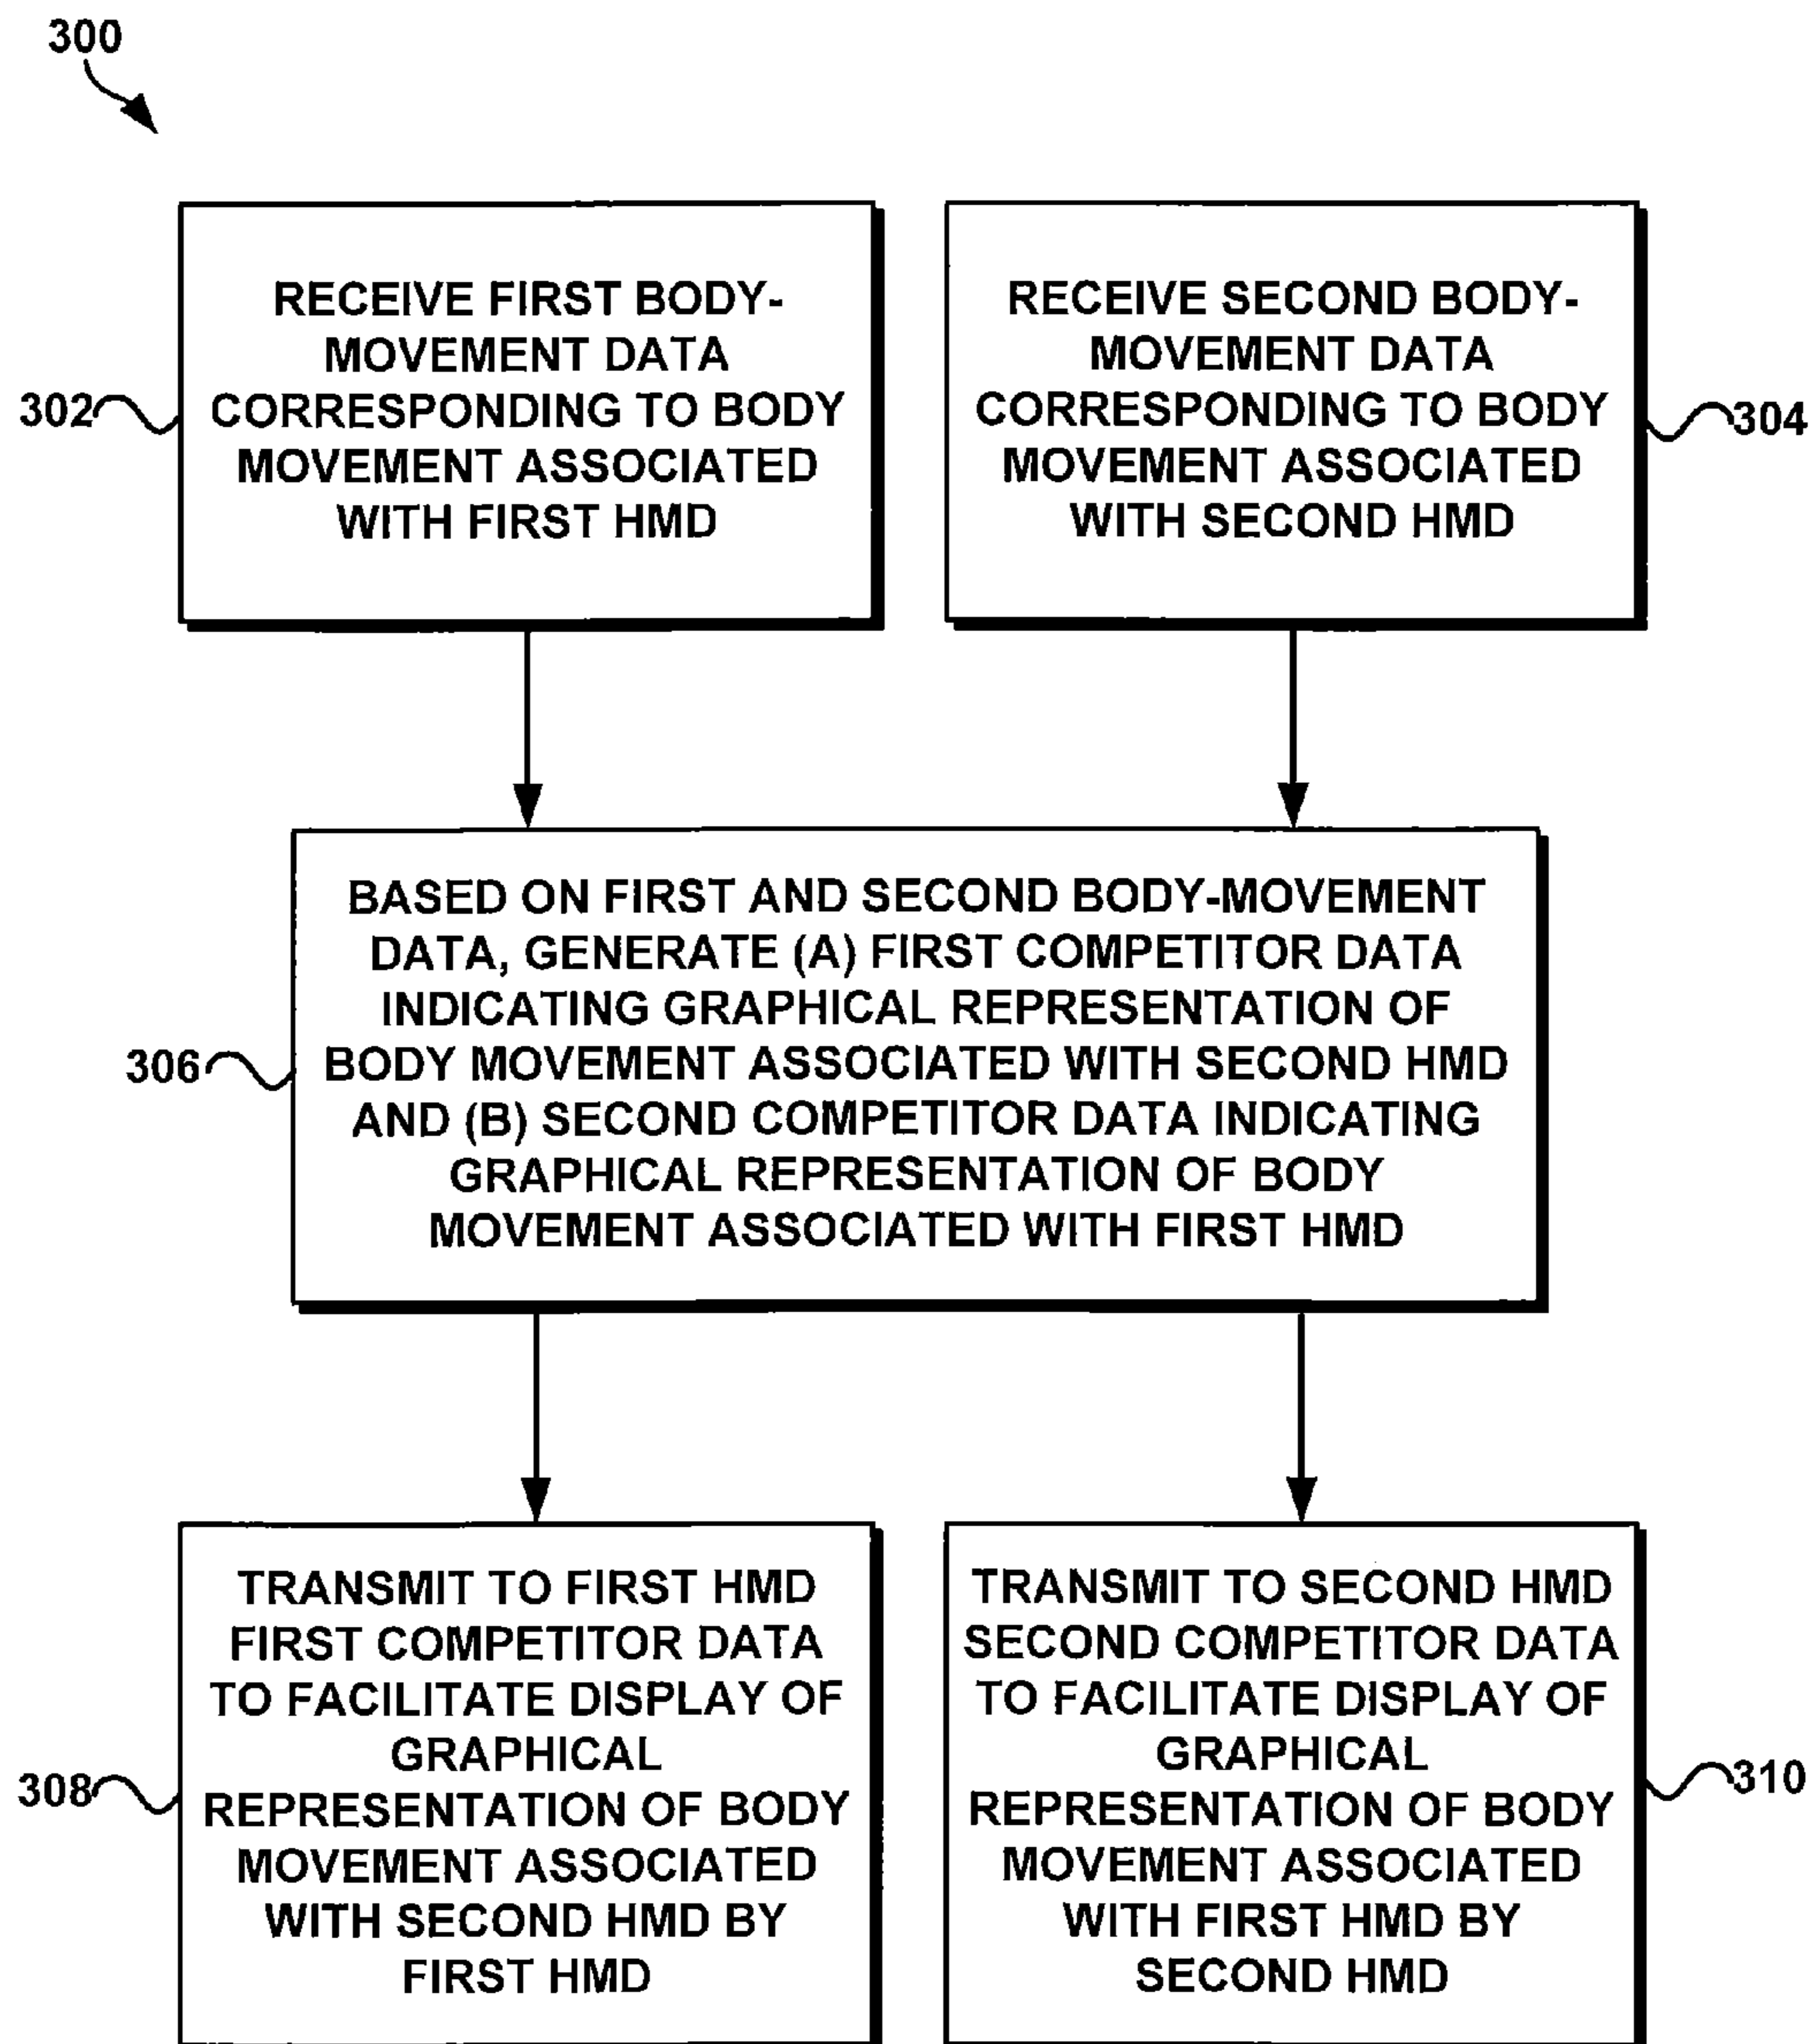 300
RECEIVE FIRST BODY-
MOVEMENT DATA
CORRESPONDING TO BODY
MOVEMENT ASSOCIATED
WITH FIRST HMD
302
RECEIVE SECOND BODY-
MOVEMENT DATA
CORRESPONDING TO BODY
MOVEMENT ASSOCIATED
WITH SECOND HMD
304
BASED ON FIRST AND SECOND BODY-MOVEMENT
DATA, GENERATE (A) FIRST COMPETITOR DATA
INDICATING GRAPHICAL REPRESENTATION OF
BODY MOVEMENT ASSOCIATED WITH SECOND HMD
AND (B) SECOND COMPETITOR DATA INDICATING
GRAPHICAL REPRESENTATION OF BODY
MOVEMENT ASSOCIATED WITH FIRST HMD
306
TRANSMIT TO FIRST HMD
FIRST COMPETITOR DATA
TO FACILITATE DISPLAY OF
GRAPHICAL
REPRESENTATION OF BODY
MOVEMENT ASSOCIATED
WITH SECOND HMD BY
FIRST HMD
308
TRANSMIT TO SECOND HMD
SECOND COMPETITOR DATA
TO FACILITATE DISPLAY OF
GRAPHICAL
REPRESENTATION OF BODY
MOVEMENT ASSOCIATED
WITH FIRST HMD BY
SECOND HMD
310